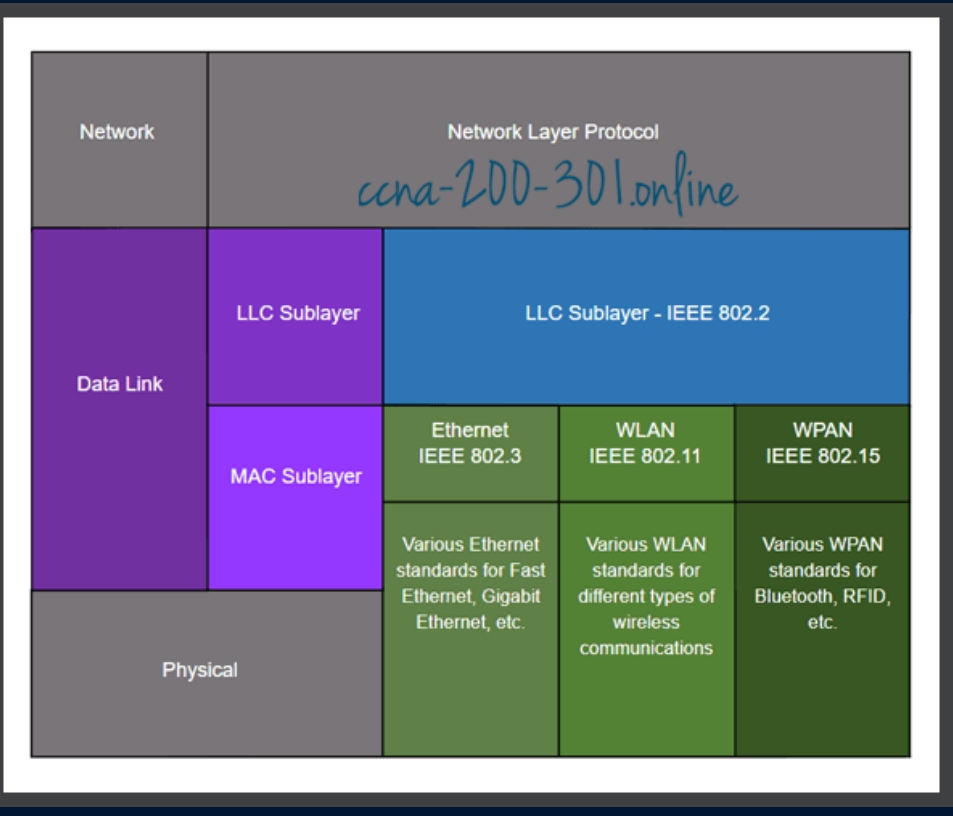 Network
Network Layer Protocol
ccna-200-301.online
Data Link
LLC Sublayer
LLC Sublayer - IEEE 802.2
MAC Sublayer
Ethernet
IEEE 802.3
WLAN
IEEE 802.11
WPAN
IEEE 802.15
Various Ethernet
standards for Fast
Ethernet, Gigabit
Ethernet, etc.
Various WLAN
standards for
different types of
wireless
communications
Various WPAN
standards for
Bluetooth, RFID,
etc.
Physical